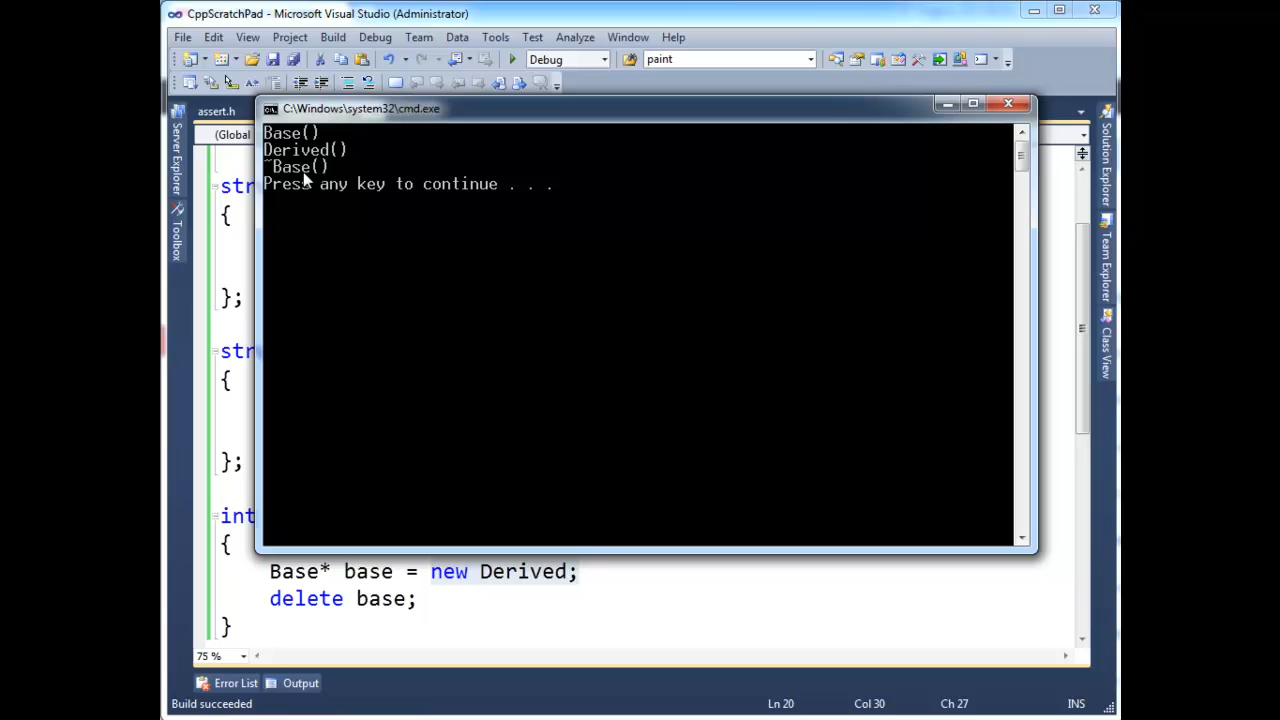 CppScratchPad - Microsoft Visual Studio (Administrator)
File Edit View Project Build Debug Team Data Tools Test Analyze Window Help
Debug paint
assert.h
(Global
C:\Windows\system32\cmd.exe
Base()
Derived()
~Base()
Press any key to continue . . .
str
{
};
str
{
};
int
{
Base* base = new Derived;
delete base;
}
Server Explorer
Toolbox
Solution Explorer
Team Explorer
Class View
75 %
Error List Output
Build succeeded Ln 20 Col 30 Ch 27 INS